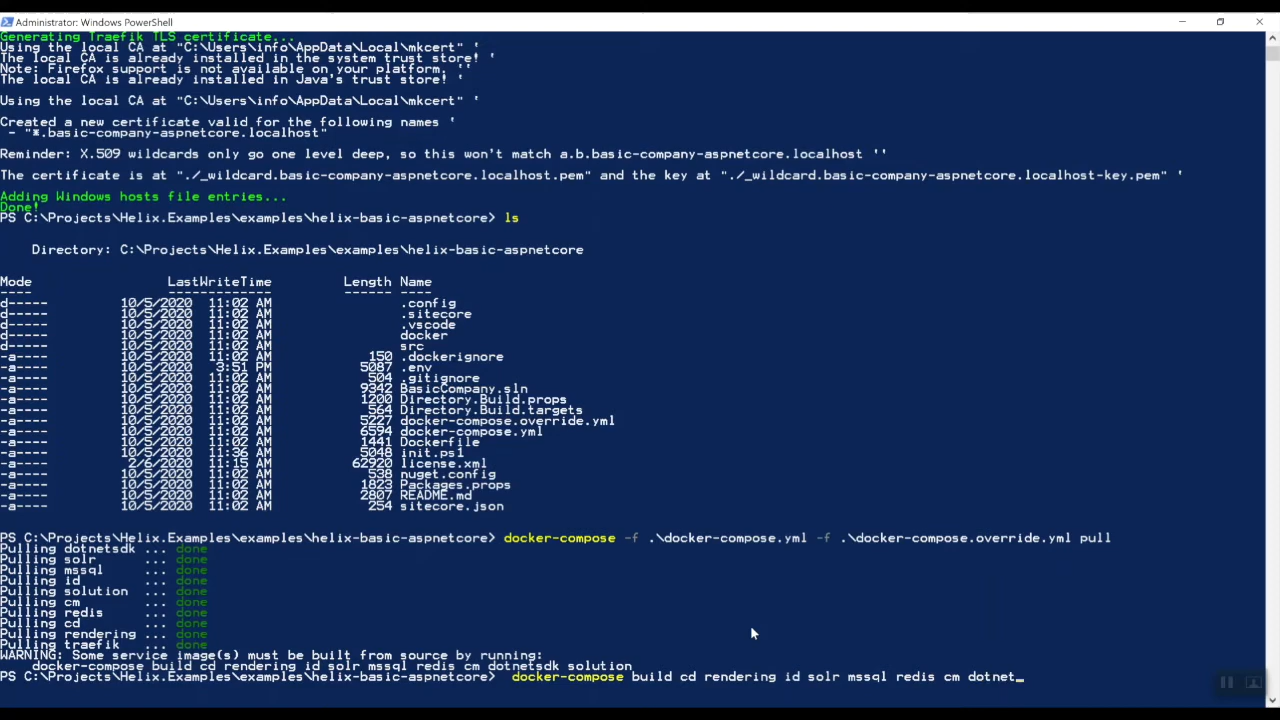 Administrator: Windows PowerShell
Generating Traefik TLS certificate...
Using the local CA at "C:\Users\info\AppData\Local\mkcert" '
The local CA is already installed in the system trust store! '
Note: Firefox support is not available on your platform. ''
The local CA is already installed in Java's trust store! '
Using the local CA at "C:\Users\info\AppData\Local\mkcert" '
Created a new certificate valid for the following names '
- "*.basic-company-aspnetcore.localhost"
Reminder: X.509 wildcards only go one level deep, so this won't match a.b.basic-company-aspnetcore.localhost ''
The certificate is at "./_wildcard.basic-company-aspnetcore.localhost.pem" and the key at "./_wildcard.basic-company-aspnetcore.localhost-key.pem" '
Adding Windows hosts file entries...
Done!
PS C:\Projects\Helix.Examples\examples\helix-basic-aspnetcore> ls
Directory: C:\Projects\Helix.Examples\examples\helix-basic-aspnetcore
Mode LastWriteTime Length Name
---- ------------- ------ ----
d----- 10/5/2020 11:02 AM .config
d----- 10/5/2020 11:02 AM .sitecore
d----- 10/5/2020 11:02 AM .vscode
d----- 10/5/2020 11:02 AM docker
d----- 10/5/2020 11:02 AM src
-a---- 10/5/2020 11:02 AM 150 .dockerignore
-a---- 10/6/2020 3:51 PM 5087 .env
-a---- 10/5/2020 11:02 AM 504 .gitignore
-a---- 10/5/2020 11:02 AM 9342 BasicCompany.sln
-a---- 10/5/2020 11:02 AM 1200 Directory.Build.props
-a---- 10/5/2020 11:02 AM 564 Directory.Build.targets
-a---- 10/5/2020 11:02 AM 5227 docker-compose.override.yml
-a---- 10/5/2020 11:02 AM 6594 docker-compose.yml
-a---- 10/5/2020 11:02 AM 1441 Dockerfile
-a---- 10/5/2020 11:36 AM 5048 init.ps1
-a---- 2/6/2020 11:15 AM 62920 license.xml
-a---- 10/5/2020 11:02 AM 538 nuget.config
-a---- 10/5/2020 11:02 AM 1823 Packages.props
-a---- 10/5/2020 11:02 AM 2807 README.md
-a---- 10/5/2020 11:02 AM 254 sitecore.json
PS C:\Projects\Helix.Examples\examples\helix-basic-aspnetcore> docker-compose -f .\docker-compose.yml -f .\docker-compose.override.yml pull
Pulling dotnetsdk ... done
Pulling solr ... done
Pulling mssql ... done
Pulling id ... done
Pulling solution ... done
Pulling cm ... done
Pulling redis ... done
Pulling cd ... done
Pulling rendering ... done
Pulling traefik ... done
WARNING: Some service image(s) must be built from source by running:
docker-compose build cd rendering id solr mssql redis cm dotnetsdk solution
PS C:\Projects\Helix.Examples\examples\helix-basic-aspnetcore> docker-compose build cd rendering id solr mssql redis cm dotnet_